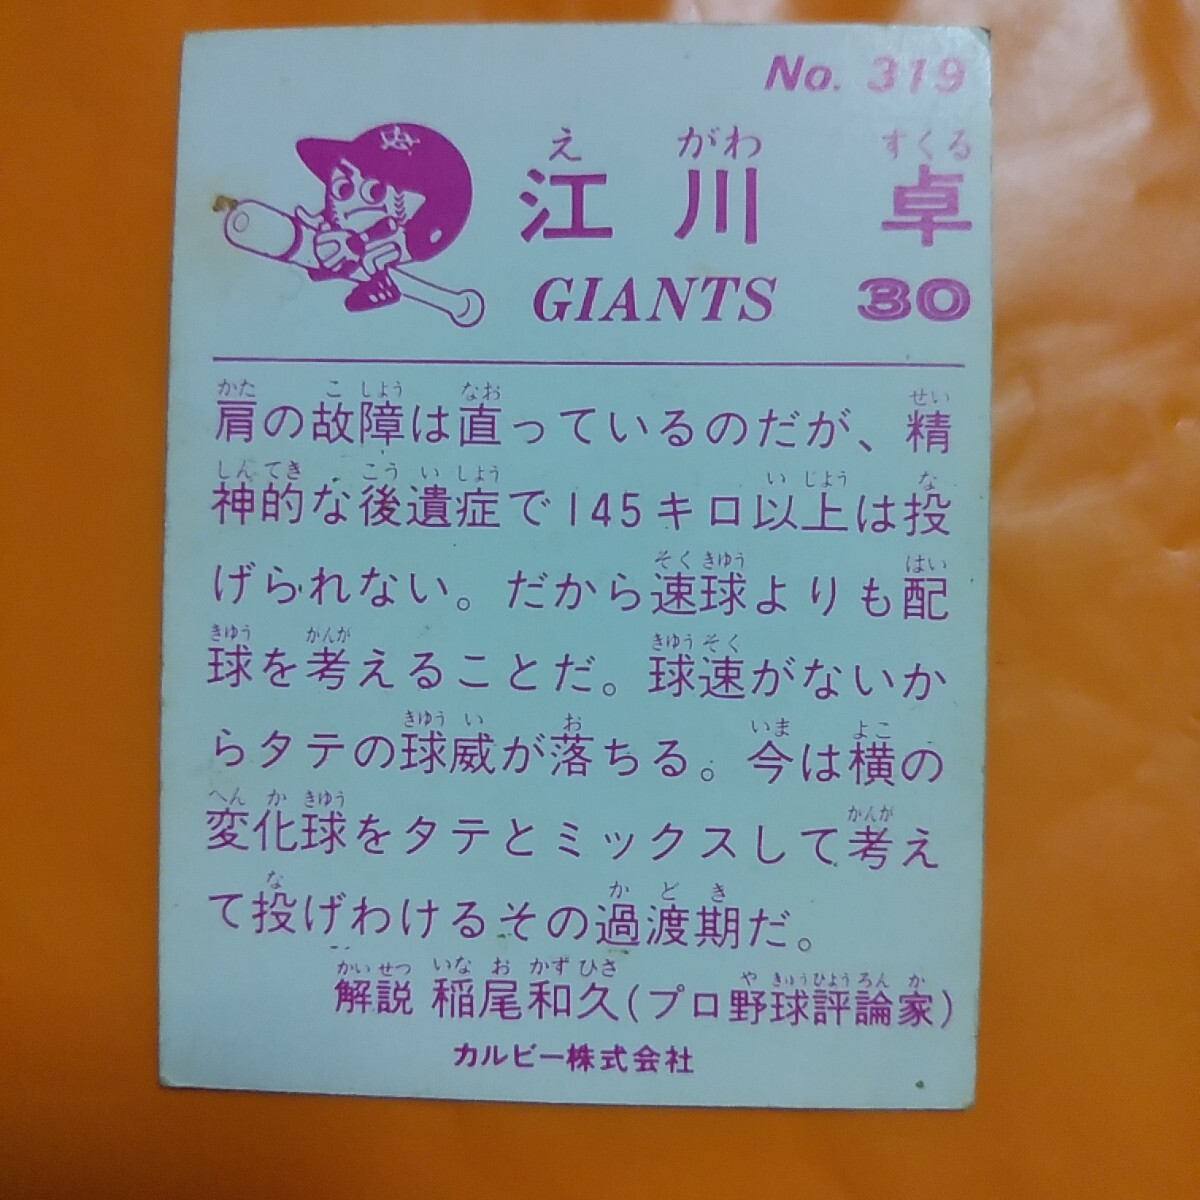 No. 319
え がわ すぐる
江川 卓
GIANTS 30
かた こ しょう なお せい
肩の故障は直っているのだが、精
しん てき こう い しょう い じょう な
神的な後遺症で145キロ以上は投
そく きゅう はい
げられない。だから速球よりも配
きゅう かんが きゅう そく
球を考えることだ。球速がないか
きゅう い お いま よこ
らタテの球威が落ちる。今は横の
へん か きゅう かんが
変化球をタテとミックスして考え
な か と き
て投げわけるその過渡期だ。
かい せつ いな お かず ひさ や きゅう ひょう ろん か
解説 稲尾和久(プロ野球評論家)
カルビー株式会社